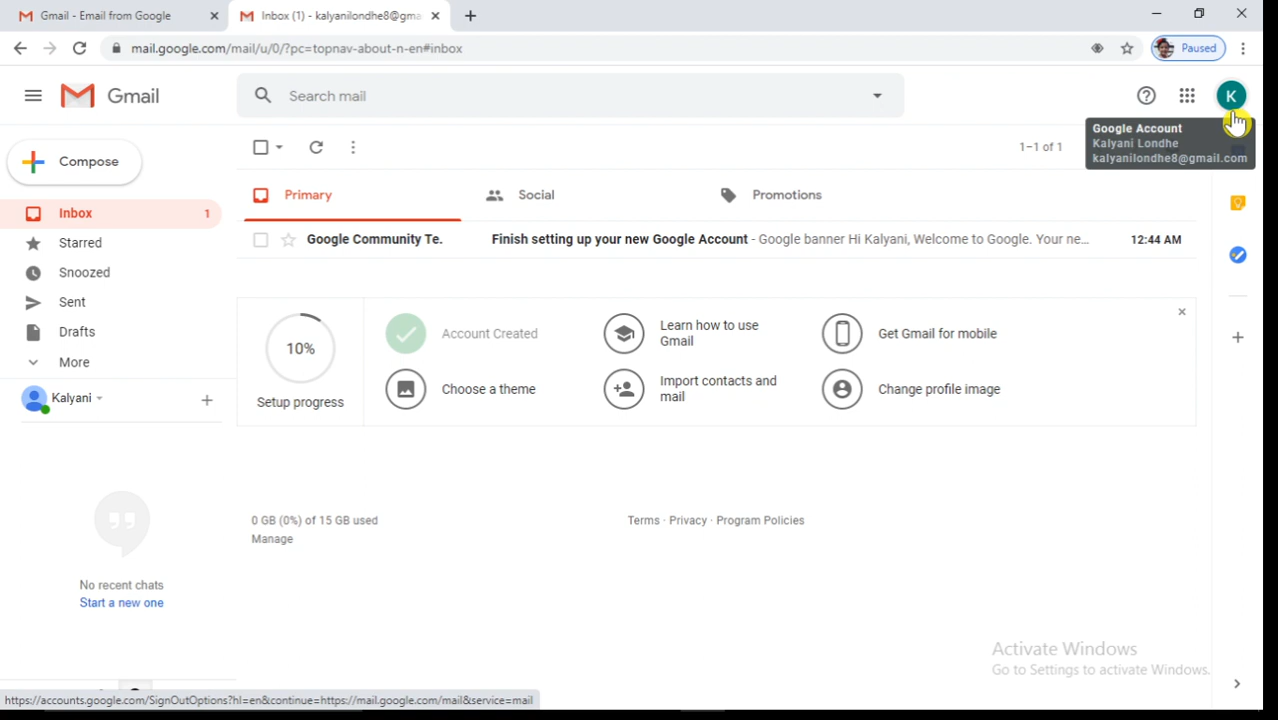 Gmail - Email from Google
Inbox (1) - kalyanilondhe8@gma
mail.google.com/mail/u/0/?pc=topnav-about-n-en#inbox
Paused
Gmail
Search mail
K
Google Account
Kalyani Londhe
kalyanilondhe8@gmail.com
Compose
1–1 of 1
Primary
Social
Promotions
Inbox 1
Google Community Te. Finish setting up your new Google Account - Google banner Hi Kalyani, Welcome to Google. Your ne... 12:44 AM
Starred
Snoozed
Sent
Drafts
More
Kalyani
10%
Setup progress
Account Created
Learn how to use
Gmail
Get Gmail for mobile
Choose a theme
Import contacts and
mail
Change profile image
0 GB (0%) of 15 GB used
Manage
Terms · Privacy · Program Policies
No recent chats
Start a new one
Activate Windows
Go to Settings to activate Windows.
https://accounts.google.com/SignOutOptions?hl=en&continue=https://mail.google.com/mail&service=mail